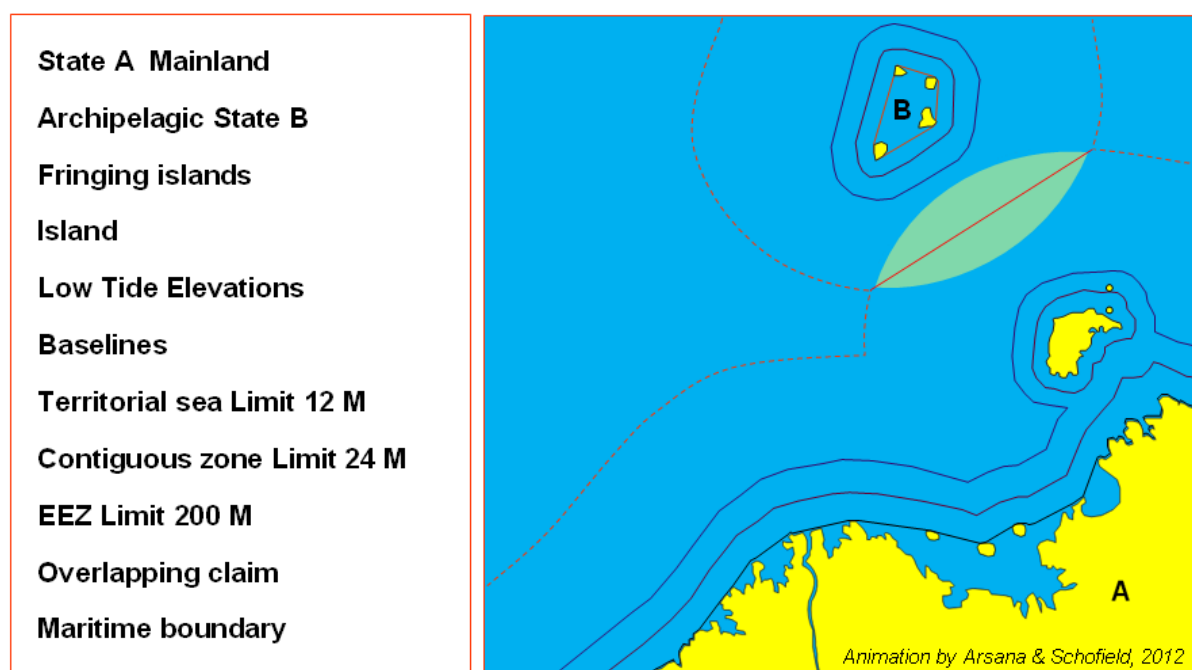 State A Mainland
Archipelagic State B
Fringing islands
Island
Low Tide Elevations
Baselines
Territorial sea Limit 12 M
Contiguous zone Limit 24 M
EEZ Limit 200 M
Overlapping claim
Maritime boundary
B
A
Animation by Arsana & Schofield, 2012